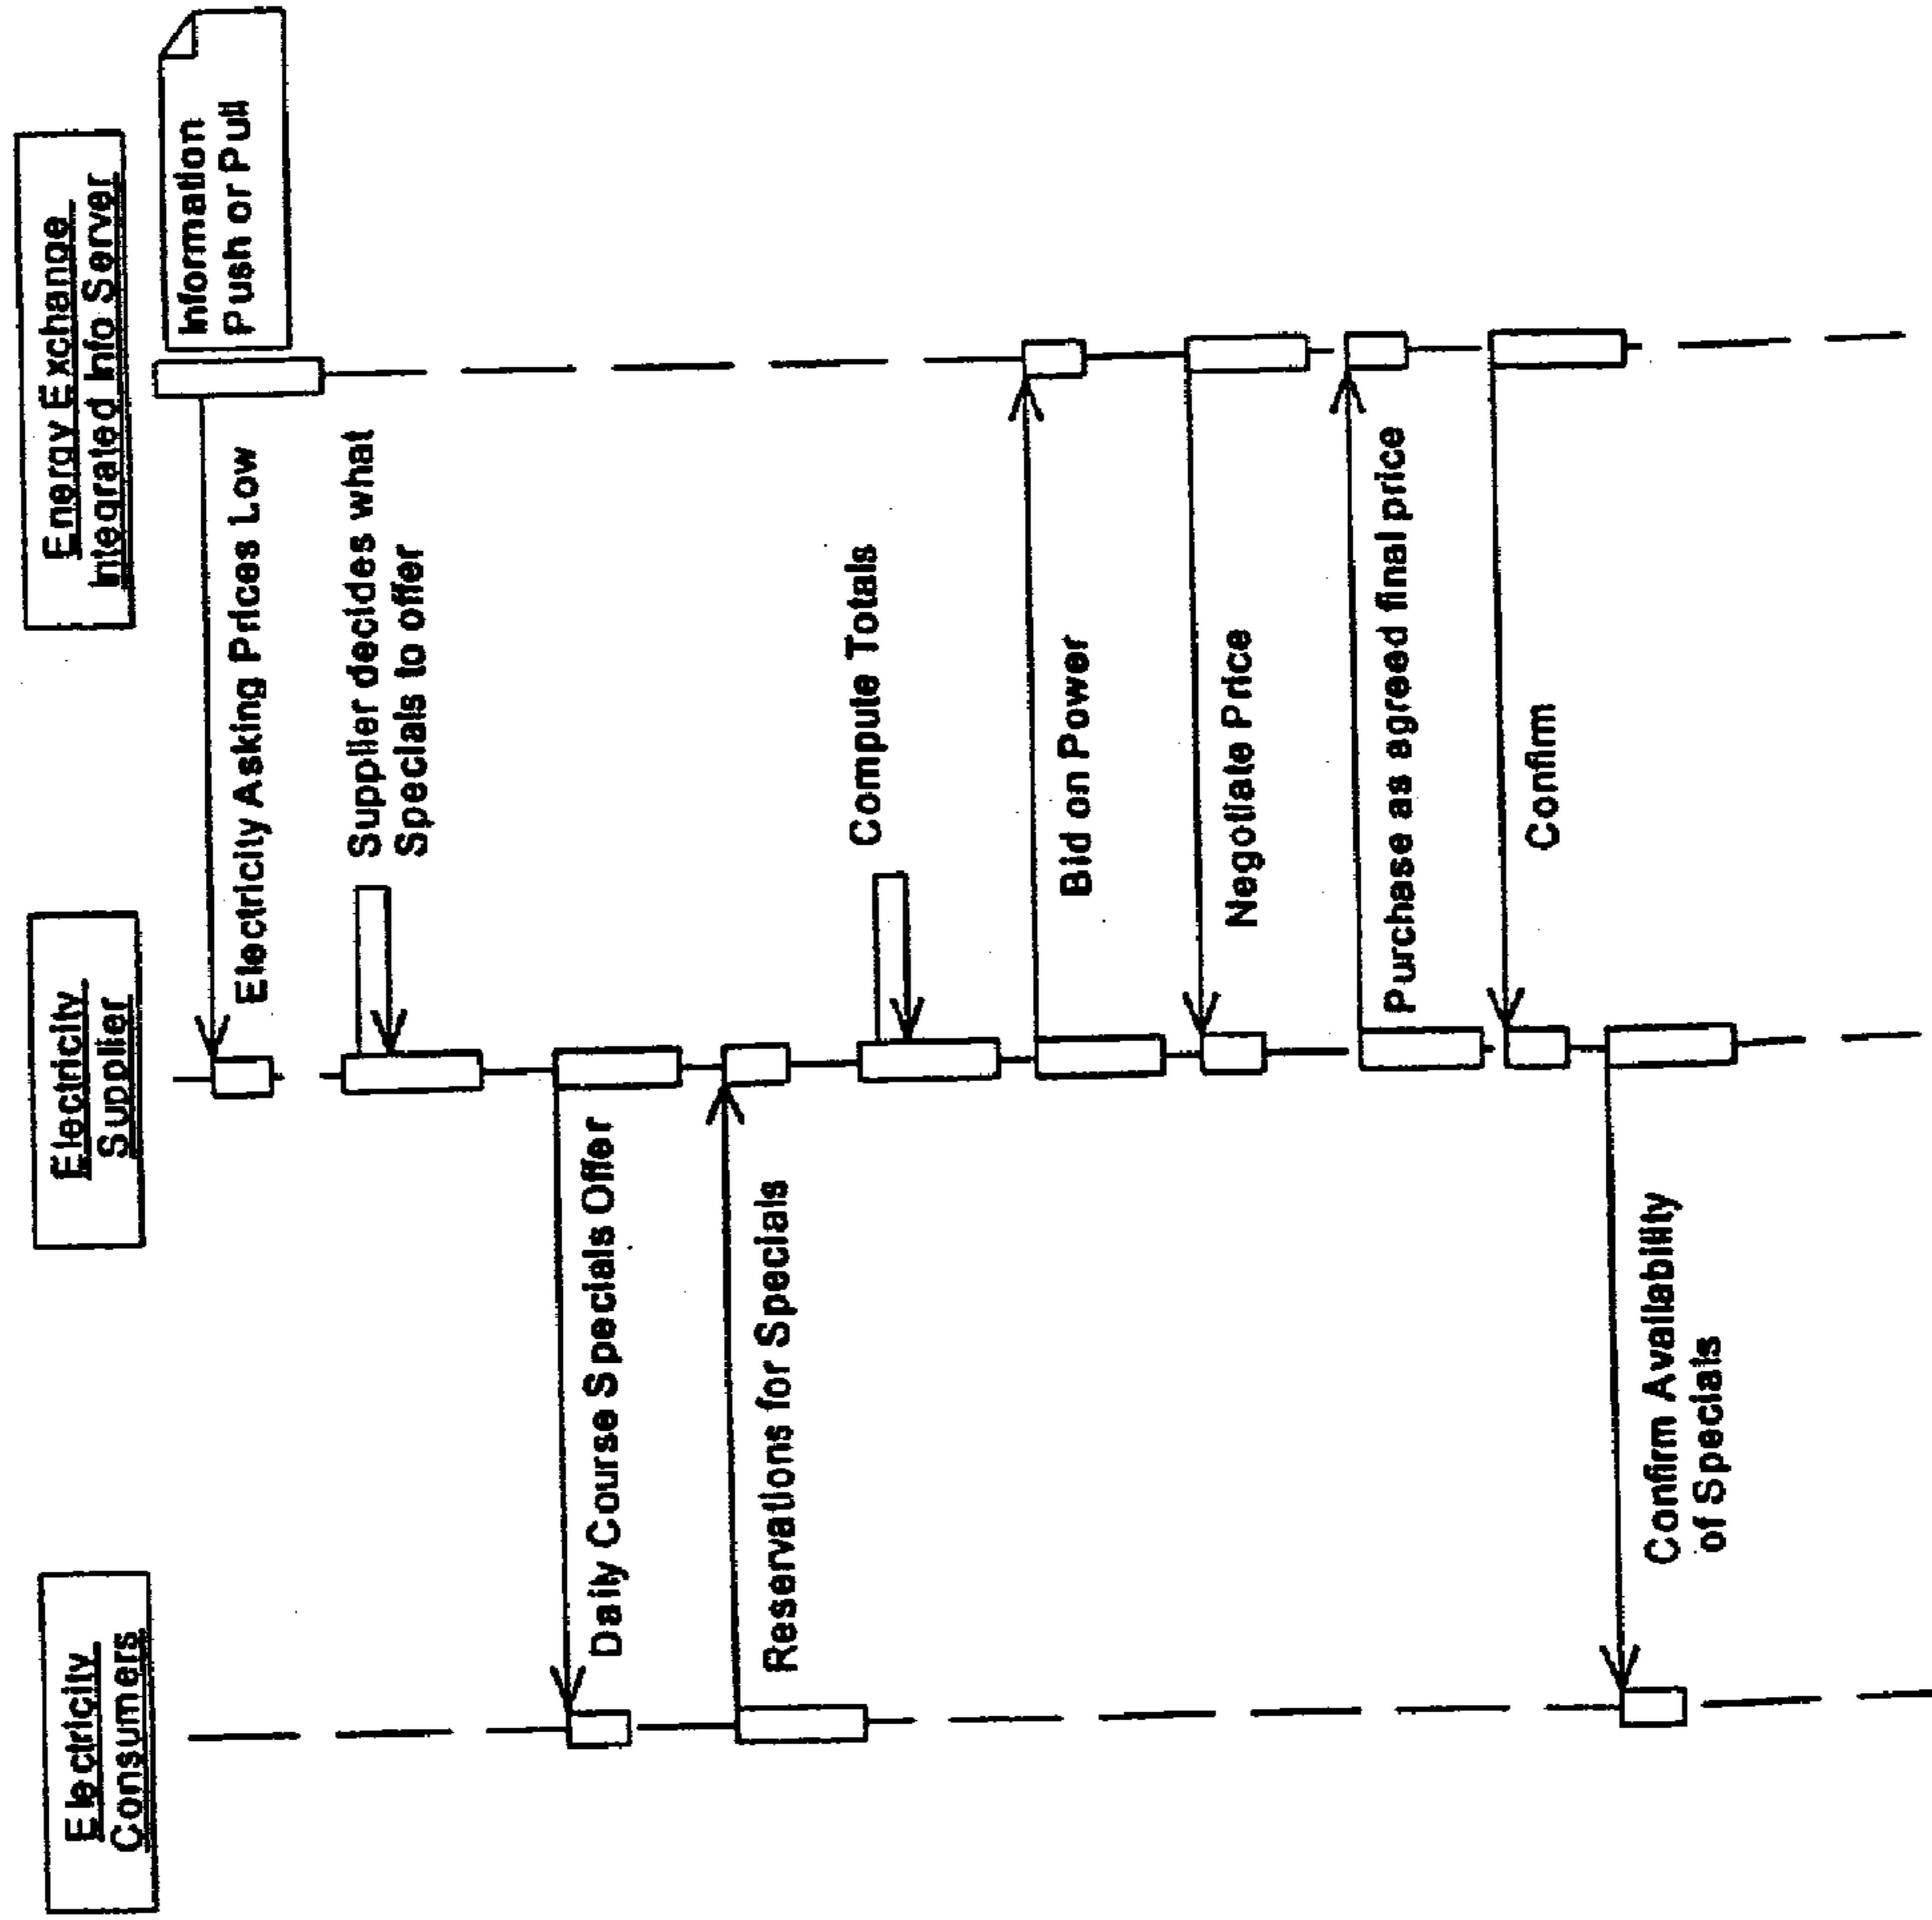 Electricity
Consumers
Electricity
Supplier
Energy Exchange
Integrated Info Server
Information
Push or Pull
Electricity Asking Prices Low
Supplier decides what
Specials to offer
Daily Course Specials Offer
Reservations for Specials
Compute Totals
Bid on Power
Negotiate Price
Purchase as agreed final price
Confirm
Confirm Availability
of Specials